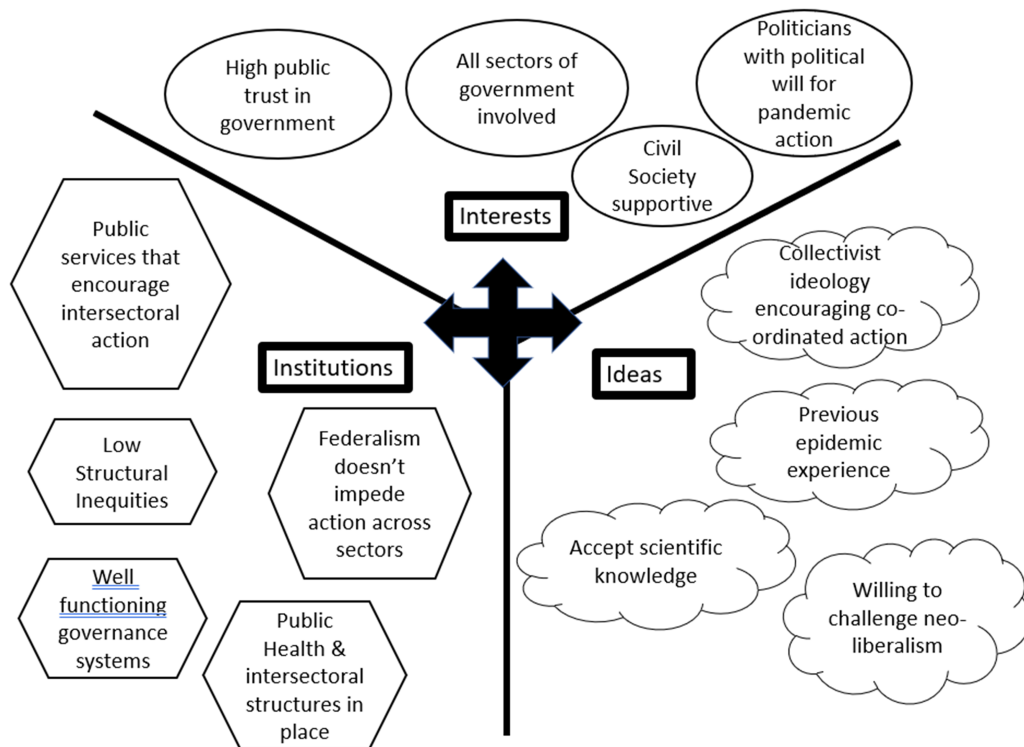 High public
trust in
government
All sectors of
government
involved
Politicians
with political
will for
pandemic
action
Civil
Society
supportive
Interests
Public
services that
encourage
intersectoral
action
Collectivist
ideology
encouraging co-
ordinated action
Institutions
Ideas
Low
Structural
Inequities
Federalism
doesn’t
impede
action across
sectors
Previous
epidemic
experience
Accept scientific
knowledge
Well
functioning
governance
systems
Public
Health &
intersectoral
structures in
place
Willing to
challenge neo-
liberalism